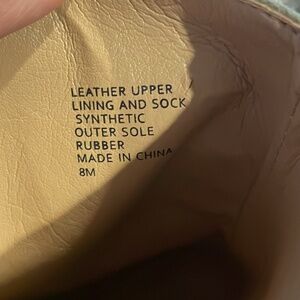 LEATHER UPPER
LINING AND SOCK
SYNTHETIC
OUTER SOLE
RUBBER
MADE IN CHINA
8M